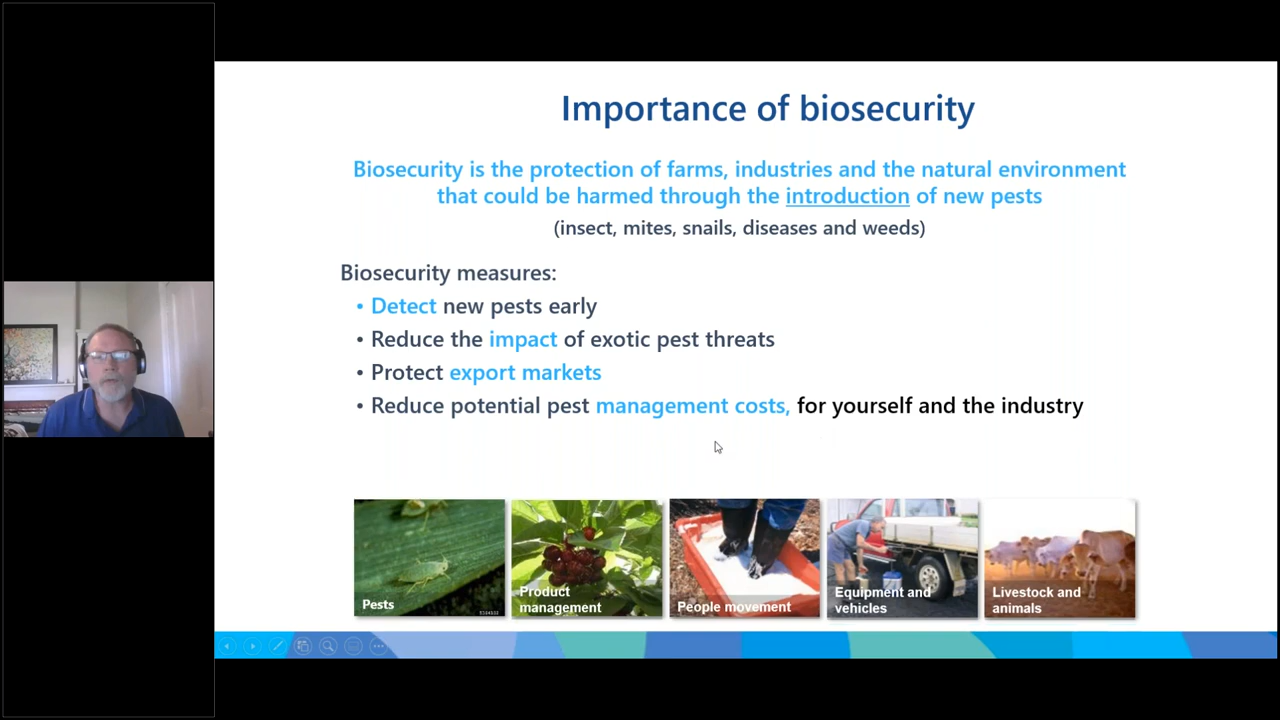 Importance of biosecurity
Biosecurity is the protection of farms, industries and the natural environment
that could be harmed through the introduction of new pests
(insect, mites, snails, diseases and weeds)
Biosecurity measures:
• Detect new pests early
• Reduce the impact of exotic pest threats
• Protect export markets
• Reduce potential pest management costs, for yourself and the industry
Pests
Product
management
People movement
Equipment and
vehicles
Livestock and
animals